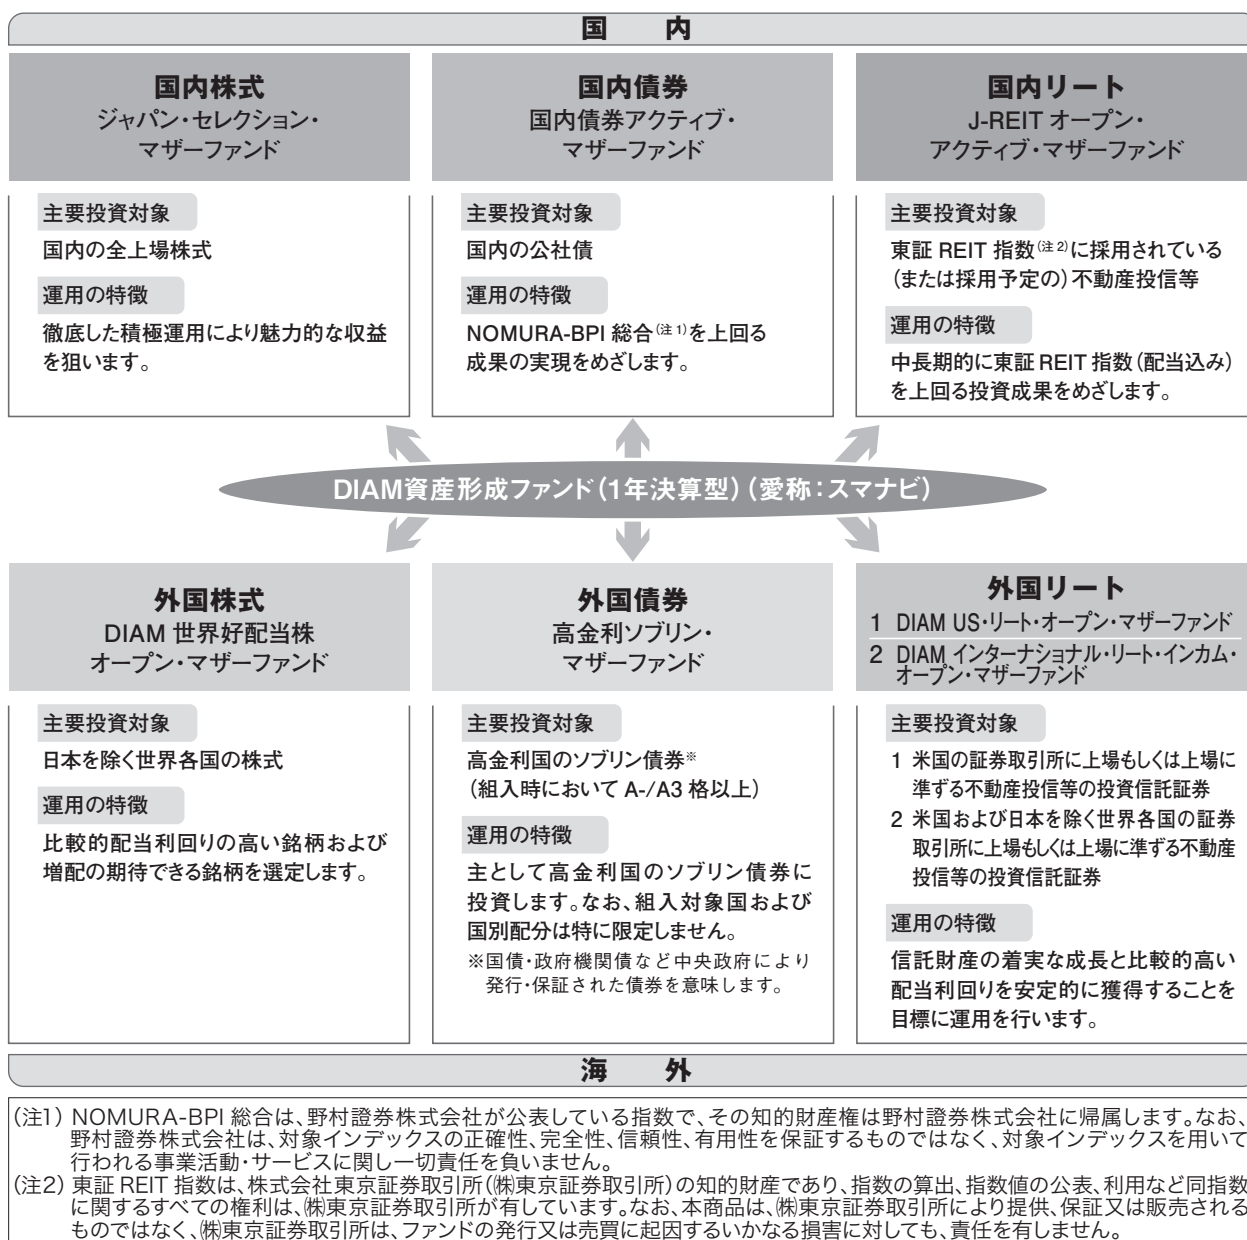 国 内
国内株式
ジャパン・セレクション・
マザーファンド
主要投資対象
国内の全上場株式
運用の特徴
徹底した積極運用により魅力的な収益
を狙います。
国内債券
国内債券アクティブ・
マザーファンド
主要投資対象
国内の公社債
運用の特徴
NOMURA-BPI 総合(注1)を上回る
成果の実現をめざします。
国内リート
J-REIT オープン・
アクティブ・マザーファンド
主要投資対象
東証 REIT 指数(注2)に採用されている
(または採用予定の)不動産投信等
運用の特徴
中長期的に東証 REIT 指数(配当込み)
を上回る投資成果をめざします。
DIAM資産形成ファンド(1年決算型)(愛称:スマナビ)
外国株式
DIAM 世界好配当株
オープン・マザーファンド
主要投資対象
日本を除く世界各国の株式
運用の特徴
比較的配当利回りの高い銘柄および
増配の期待できる銘柄を選定します。
外国債券
高金利ソブリン・
マザーファンド
主要投資対象
高金利国のソブリン債券※
(組入時において A-/A3 格以上)
運用の特徴
主として高金利国のソブリン債券に
投資します。なお、組入対象国および
国別配分は特に限定しません。
※国債・政府機関債など中央政府により
発行・保証された債券を意味します。
外国リート
1 DIAM US・リート・オープン・マザーファンド
2 DIAM インターナショナル・リート・インカム・
オープン・マザーファンド
主要投資対象
1 米国の証券取引所に上場もしくは上場に
準ずる不動産投信等の投資信託証券
2 米国および日本を除く世界各国の証券
取引所に上場もしくは上場に準ずる不動産
投信等の投資信託証券
運用の特徴
信託財産の着実な成長と比較的高い
配当利回りを安定的に獲得することを
目標に運用を行います。
海 外
(注1) NOMURA-BPI 総合は、野村證券株式会社が公表している指数で、その知的財産権は野村證券株式会社に帰属します。なお、
野村證券株式会社は、対象インデックスの正確性、完全性、信頼性、有用性を保証するものではなく、対象インデックスを用いて
行われる事業活動・サービスに関し一切責任を負いません。
(注2) 東証 REIT 指数は、株式会社東京証券取引所(㈱東京証券取引所)の知的財産であり、指数の算出、指数値の公表、利用など同指数
に関するすべての権利は、㈱東京証券取引所が有しています。なお、本商品は、㈱東京証券取引所により提供、保証又は販売される
ものではなく、㈱東京証券取引所は、ファンドの発行又は売買に起因するいかなる損害に対しても、責任を有しません。